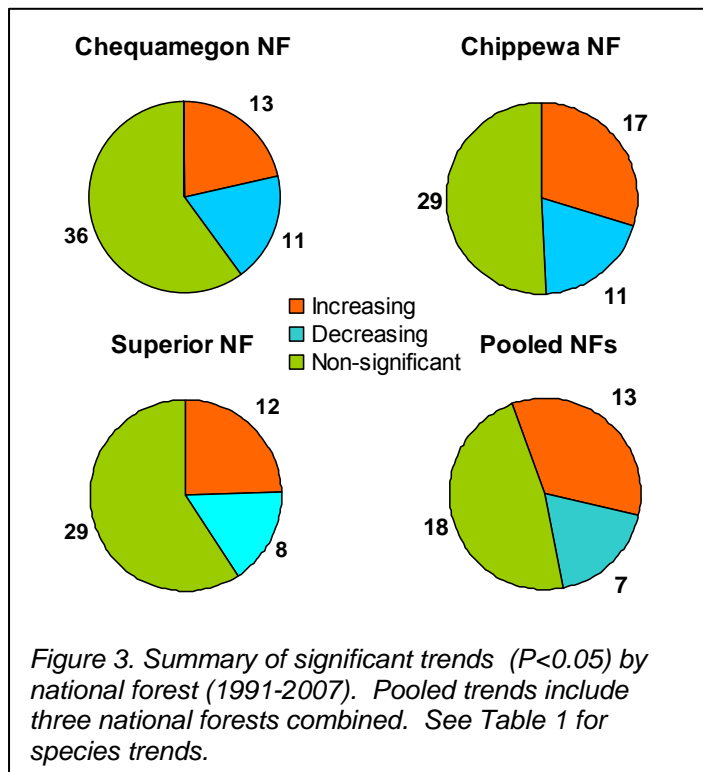 Chequamegon NF
13
36
11
Chippewa NF
17
29
11
Increasing
Decreasing
Non-significant
Superior NF
12
29
8
Pooled NFs
13
18
7
Figure 3. Summary of significant trends (P<0.05) by
national forest (1991-2007). Pooled trends include
three national forests combined. See Table 1 for
species trends.